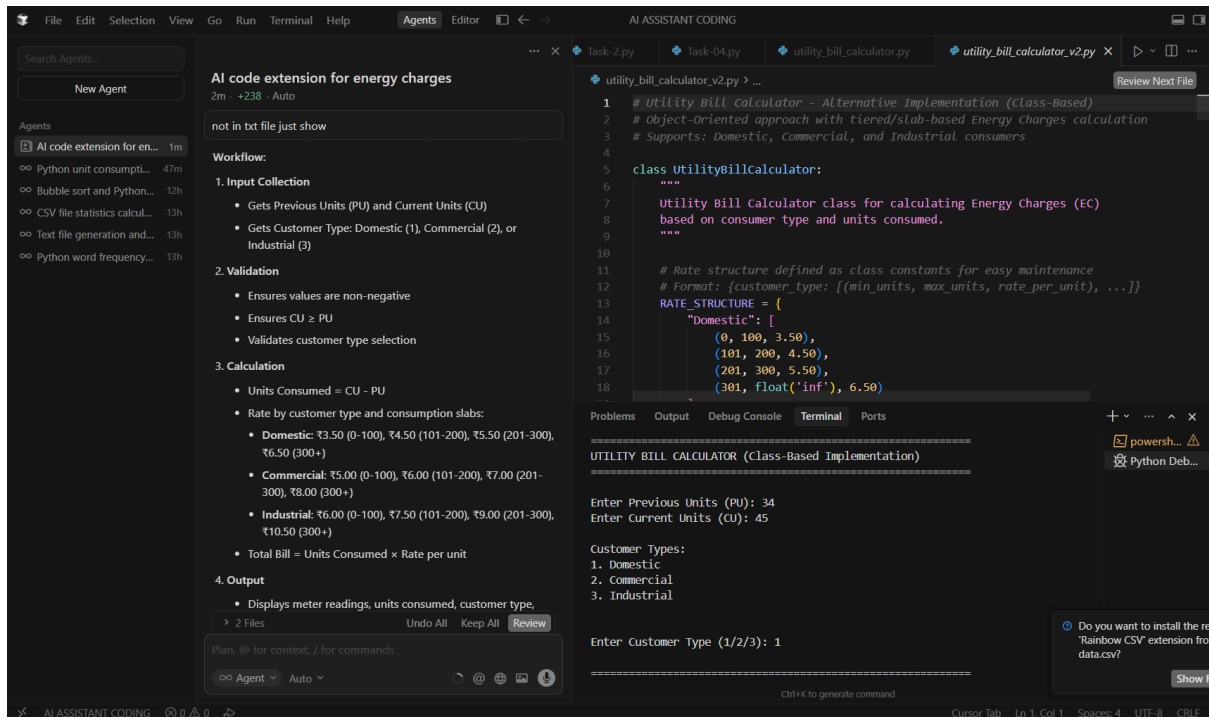 File Edit Selection View Go Run Terminal Help
Agents Editor
AI ASSISTANT CODING
Search Agents...
New Agent
Agents
AI code extension for en... 1m
Python unit consumpti... 47m
Bubble sort and Python... 12h
CSV file statistics calcul... 13h
Text file generation and... 13h
Python word frequency... 13h
AI code extension for energy charges
2m · +238 · Auto
not in txt file just show
Workflow:
1. Input Collection
• Gets Previous Units (PU) and Current Units (CU)
• Gets Customer Type: Domestic (1), Commercial (2), or
Industrial (3)
2. Validation
• Ensures values are non-negative
• Ensures CU ≥ PU
• Validates customer type selection
3. Calculation
• Units Consumed = CU - PU
• Rate by customer type and consumption slabs:
• Domestic: ₹3.50 (0-100), ₹4.50 (101-200), ₹5.50 (201-300),
₹6.50 (300+)
• Commercial: ₹5.00 (0-100), ₹6.00 (101-200), ₹7.00 (201-
300), ₹8.00 (300+)
• Industrial: ₹6.00 (0-100), ₹7.50 (101-200), ₹9.00 (201-300),
₹10.50 (300+)
• Total Bill = Units Consumed × Rate per unit
4. Output
• Displays meter readings, units consumed, customer type,
2 Files Undo All Keep All Review
Plan, @ for context, / for commands
Agent Auto
Task-2.py Task-04.py utility_bill_calculator.py utility_bill_calculator_v2.py
utility_bill_calculator_v2.py > ...
Review Next File
1 # Utility Bill Calculator - Alternative Implementation (Class-Based)
2 # Object-Oriented approach with tiered/slab-based Energy Charges calculation
3 # Supports: Domestic, Commercial, and Industrial consumers
4
5 class UtilityBillCalculator:
6 """
7 Utility Bill Calculator class for calculating Energy Charges (EC)
8 based on consumer type and units consumed.
9 """
10
11 # Rate structure defined as class constants for easy maintenance
12 # Format: {customer_type: [(min_units, max_units, rate_per_unit), ...]}
13 RATE_STRUCTURE = {
14 "Domestic": [
15 (0, 100, 3.50),
16 (101, 200, 4.50),
17 (201, 300, 5.50),
18 (301, float('inf'), 6.50)
Problems Output Debug Console Terminal Ports
powersh...
Python Deb...
============================================================
UTILITY BILL CALCULATOR (Class-Based Implementation)
============================================================
Enter Previous Units (PU): 34
Enter Current Units (CU): 45
Customer Types:
1. Domestic
2. Commercial
3. Industrial
Enter Customer Type (1/2/3): 1
============================================================
Ctrl+K to generate command
Do you want to install the re
'Rainbow CSV' extension fro
data.csv?
Show
AI ASSISTANT CODING 0 0
Cursor Tab Ln 1, Col 1 Spaces: 4 UTF-8 CRLF